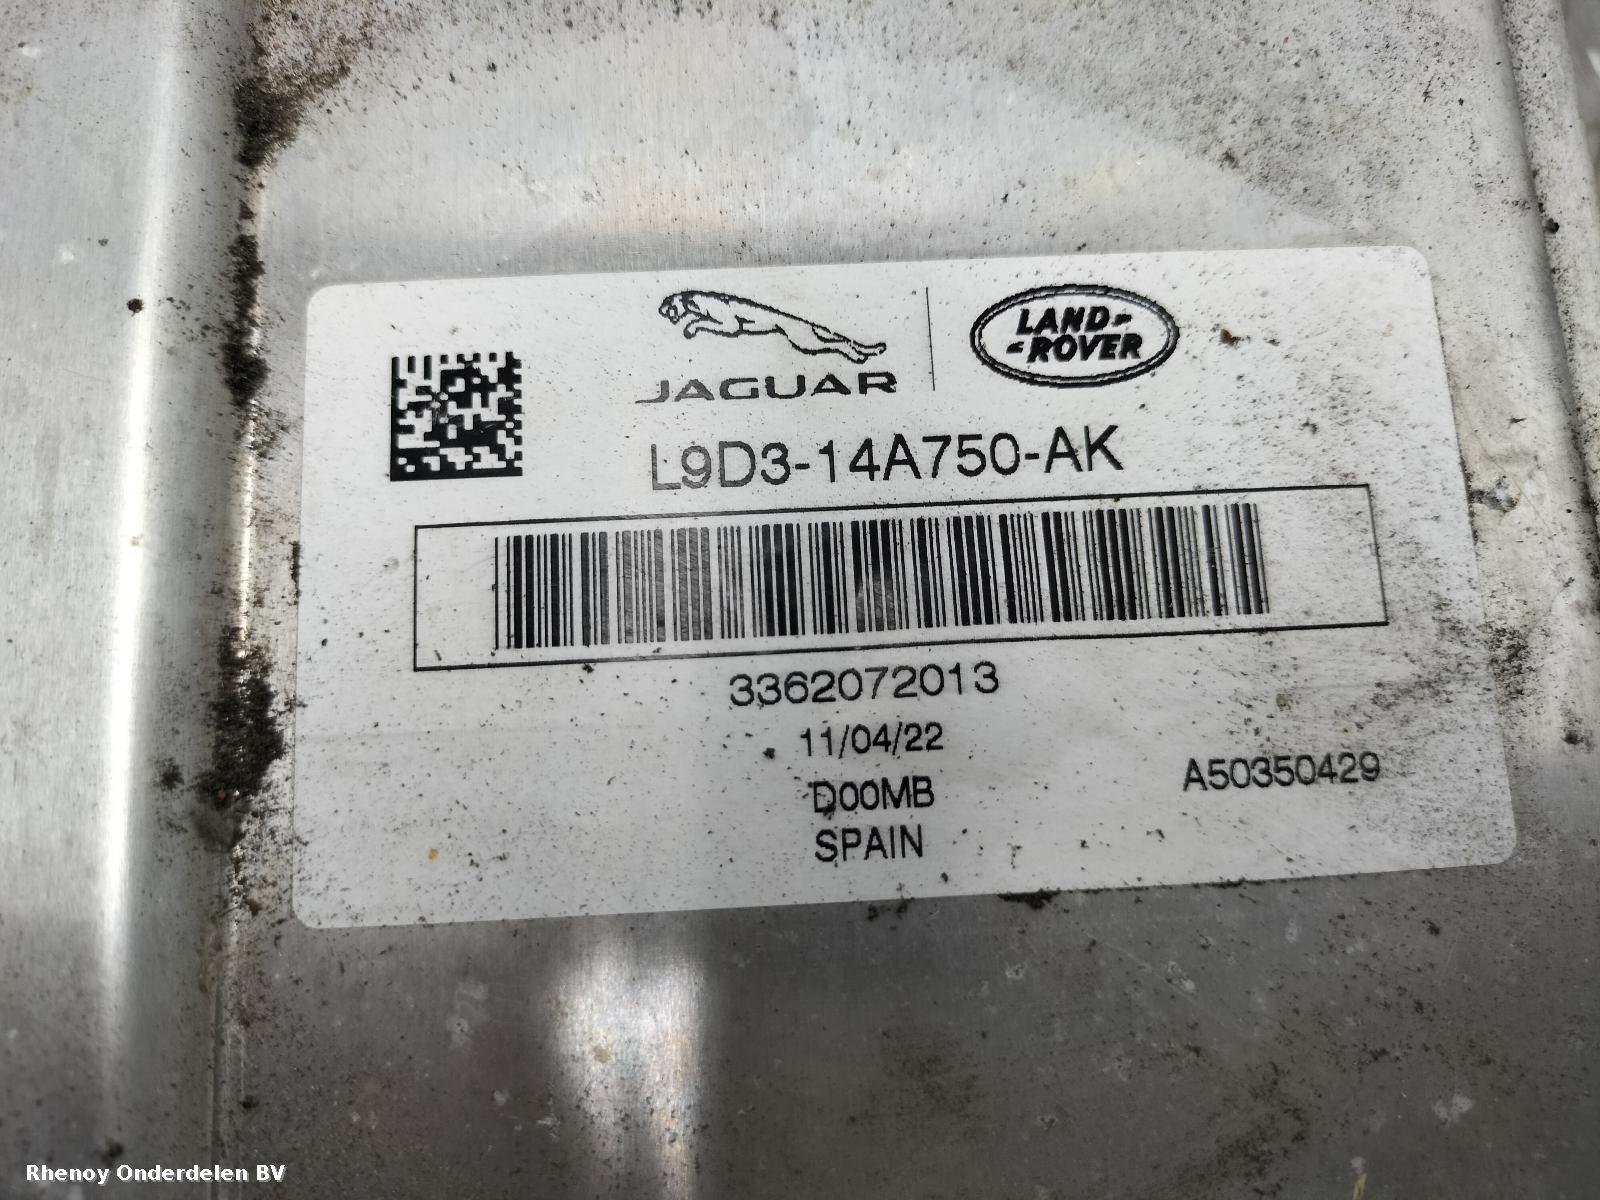 JAGUAR
LAND-
-ROVER
L9D3-14A750-AK
3362072013
11/04/22
D00MB
A50350429
SPAIN
Rhenoy Onderdelen BV